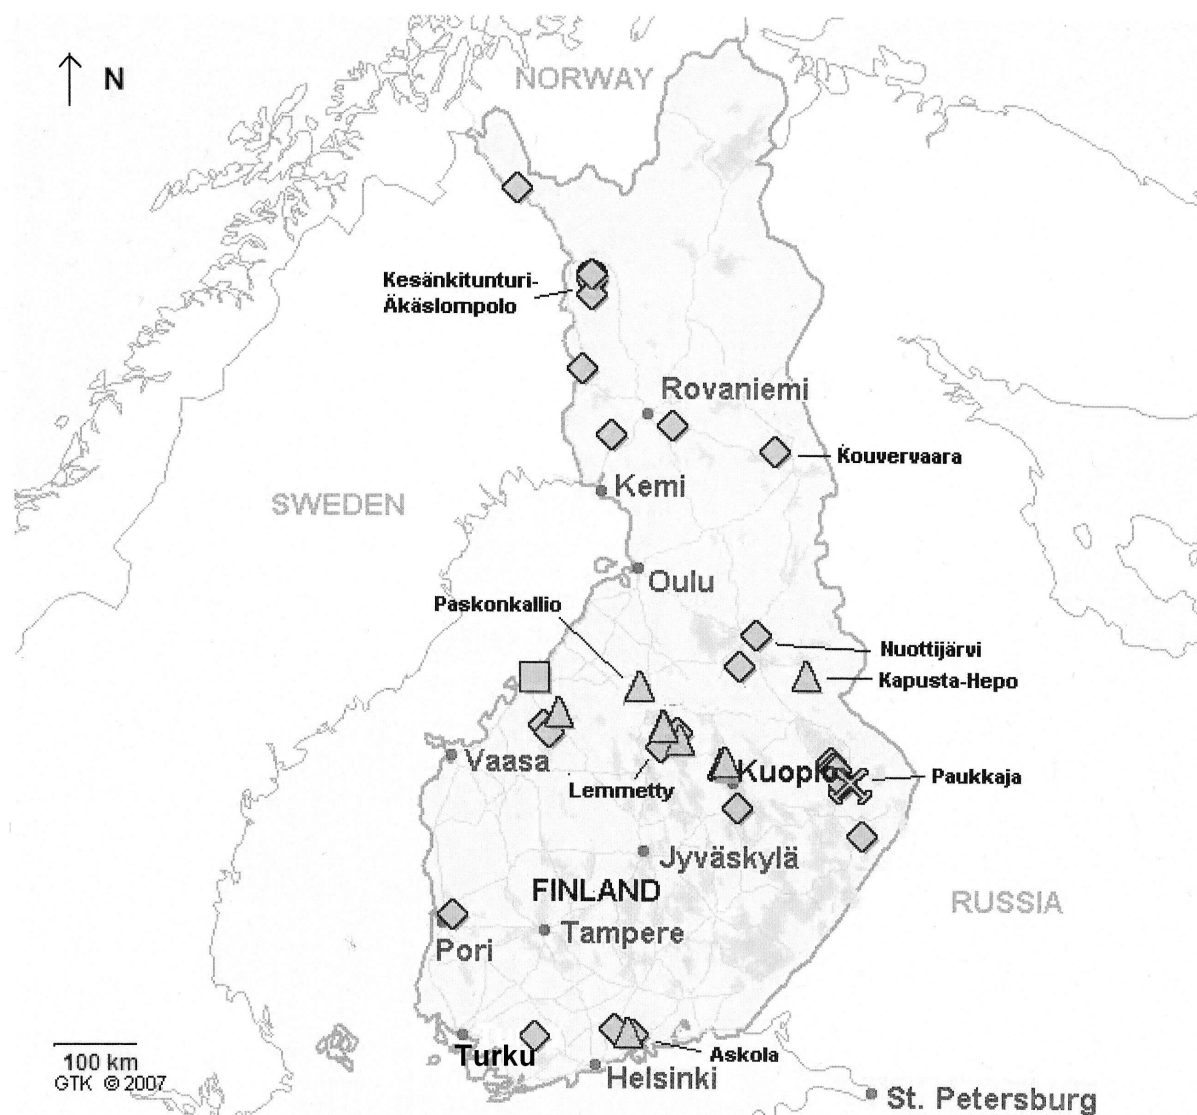 NORWAY
N
Kesänkitunturi-
Äkäslompolo
Rovaniemi
Kouvervaara
Kemi
SWEDEN
Oulu
Paskonkallio
Nuottijärvi
Kapusta-Hepo
Vaasa
Kuopio
Paukkaja
Lemmetty
Jyväskylä
FINLAND
RUSSIA
Tampere
Pori
Turku
Askola
100 km
GTK © 2007
Helsinki
St. Petersburg